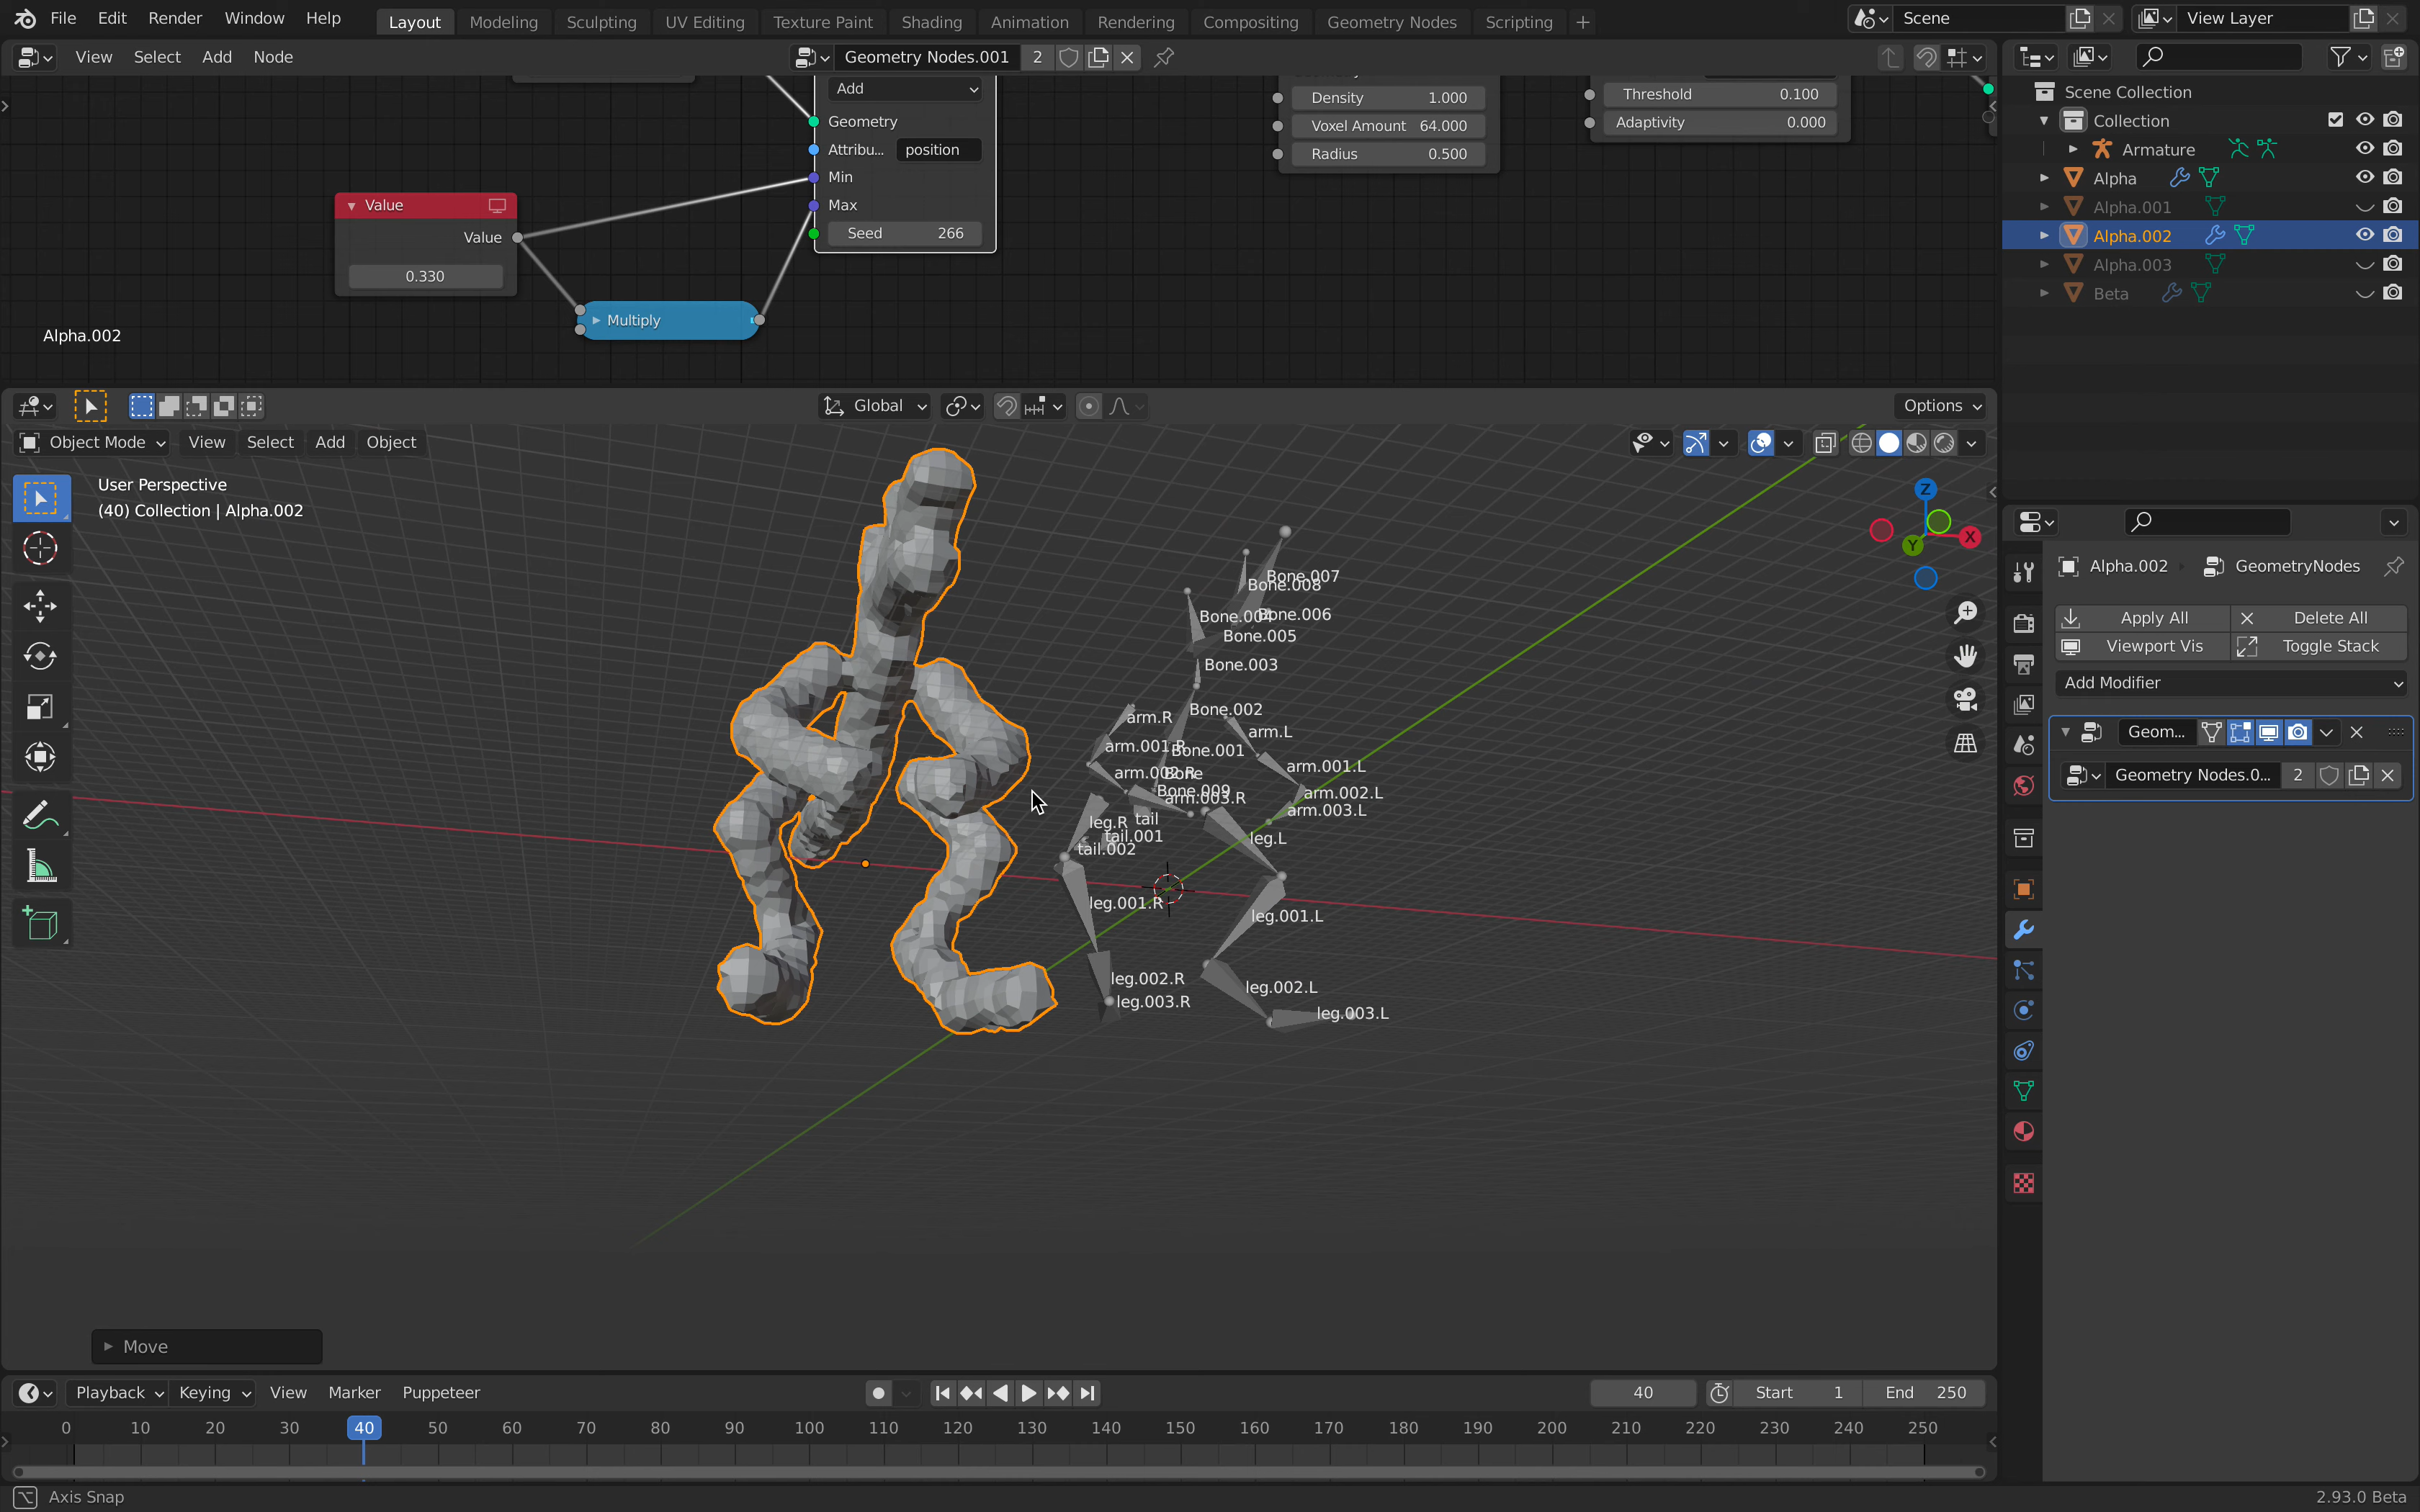 File Edit Render Window Help Layout Modeling Sculpting UV Editing Texture Paint Shading Animation Rendering Compositing Geometry Nodes Scripting + Scene View Layer
View Select Add Node Geometry Nodes.001 2
Add
Geometry
Attribu... position
Min
Max
Seed 266
Value
Value
0.330
Multiply
Density 1.000
Voxel Amount 64.000
Radius 0.500
Threshold 0.100
Adaptivity 0.000
Alpha.002
Scene Collection
Collection
Armature
Alpha
Alpha.001
Alpha.002
Alpha.003
Beta
Global Options
Object Mode View Select Add Object
User Perspective
(40) Collection | Alpha.002
Z
X
Y
Bone.007
Bone.008
Bone.004
Bone.006
Bone.005
Bone.003
Bone.002
arm.R
arm.L
arm.001.R
Bone.001
arm.001.L
arm.002.R
Bone
Bone.009
arm.003.R
arm.002.L
arm.003.L
leg.R
tail
tail.001
leg.L
tail.002
leg.001.R
leg.001.L
leg.002.R
leg.002.L
leg.003.R
leg.003.L
Move
Alpha.002 GeometryNodes
Apply All Delete All
Viewport Vis Toggle Stack
Add Modifier
Geom...
Geometry Nodes.0... 2
Playback Keying View Marker Puppeteer 40 Start 1 End 250
0 10 20 30 40 50 60 70 80 90 100 110 120 130 140 150 160 170 180 190 200 210 220 230 240 250
Axis Snap 2.93.0 Beta